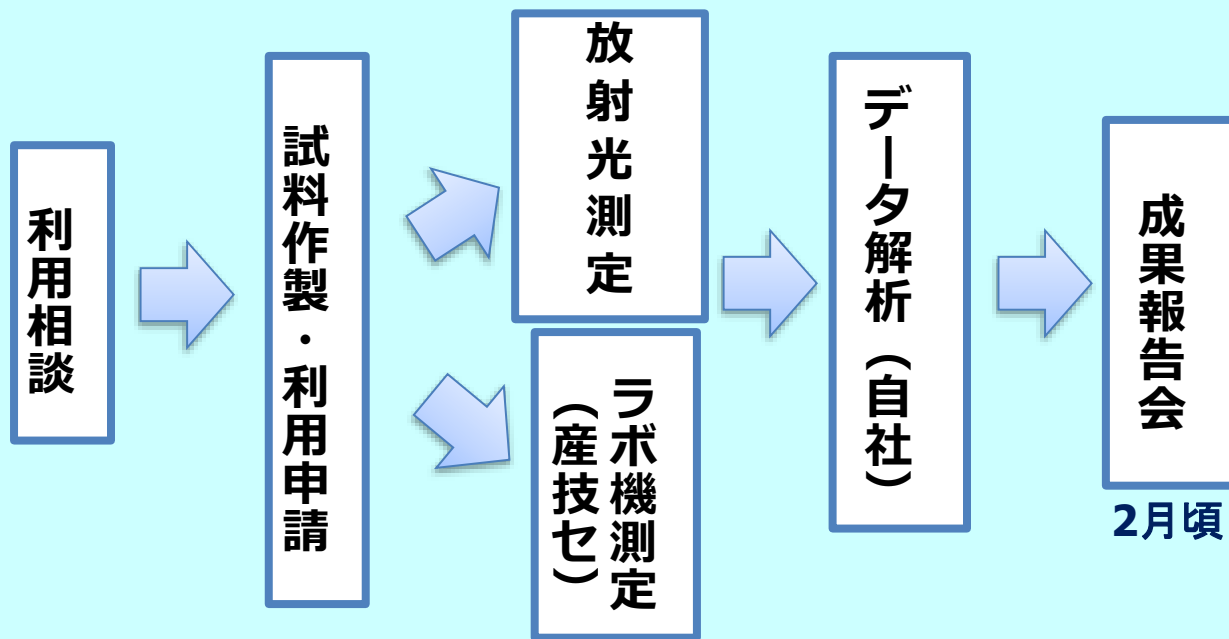 利用相談
試料作製・利用申請
放射光測定
ラボ機測定
（産技セ）
データ解析（自社）
成果報告会
2月頃